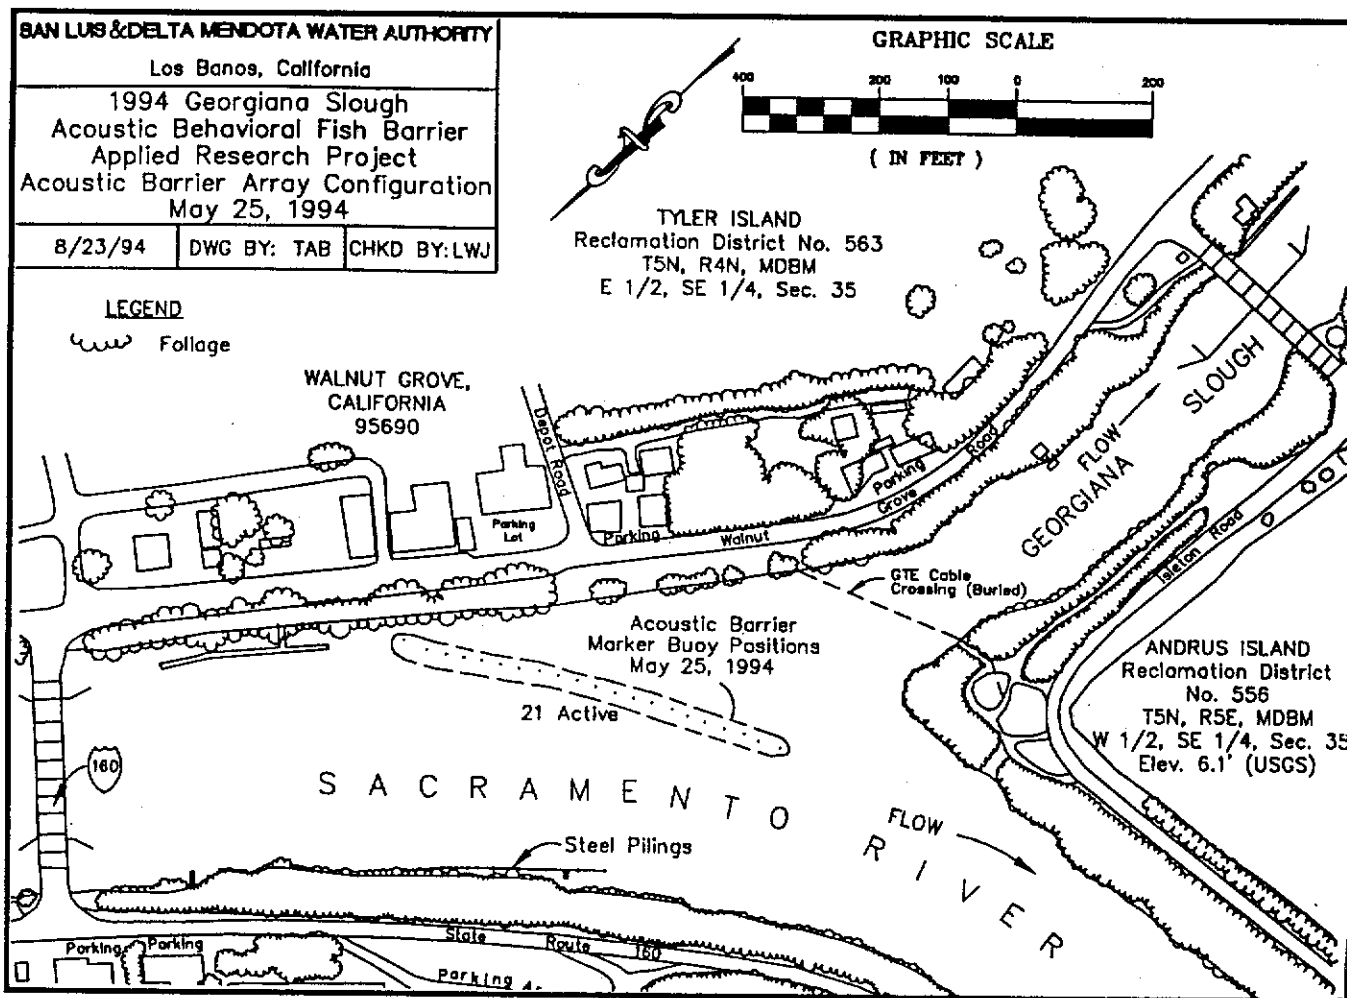 SAN LUIS & DELTA MENDOTA WATER AUTHORITY
Los Banos, California
1994 Georgiana Slough
Acoustic Behavioral Fish Barrier
Applied Research Project
Acoustic Barrier Array Configuration
May 25, 1994
8/23/94 DWG BY: TAB CHKD BY: LWJ
GRAPHIC SCALE
400 200 100 0 200
( IN FEET )
TYLER ISLAND
Reclamation District No. 563
T5N, R4N, MDBM
E 1/2, SE 1/4, Sec. 35
LEGEND
Foliage
WALNUT GROVE,
CALIFORNIA
95690
Depot Road
Parking
Lot
Parking
Walnut Grove Road
Parking
FLOW
GEORGIANA SLOUGH
Isleton Road
GTE Cable
Crossing (Buried)
Acoustic Barrier
Marker Buoy Positions
May 25, 1994
21 Active
ANDRUS ISLAND
Reclamation District
No. 556
T5N, R5E, MDBM
W 1/2, SE 1/4, Sec. 35
Elev. 6.1' (USGS)
160
SACRAMENTO RIVER
FLOW
Steel Pilings
State Route 160
Parking
Parking
Parking